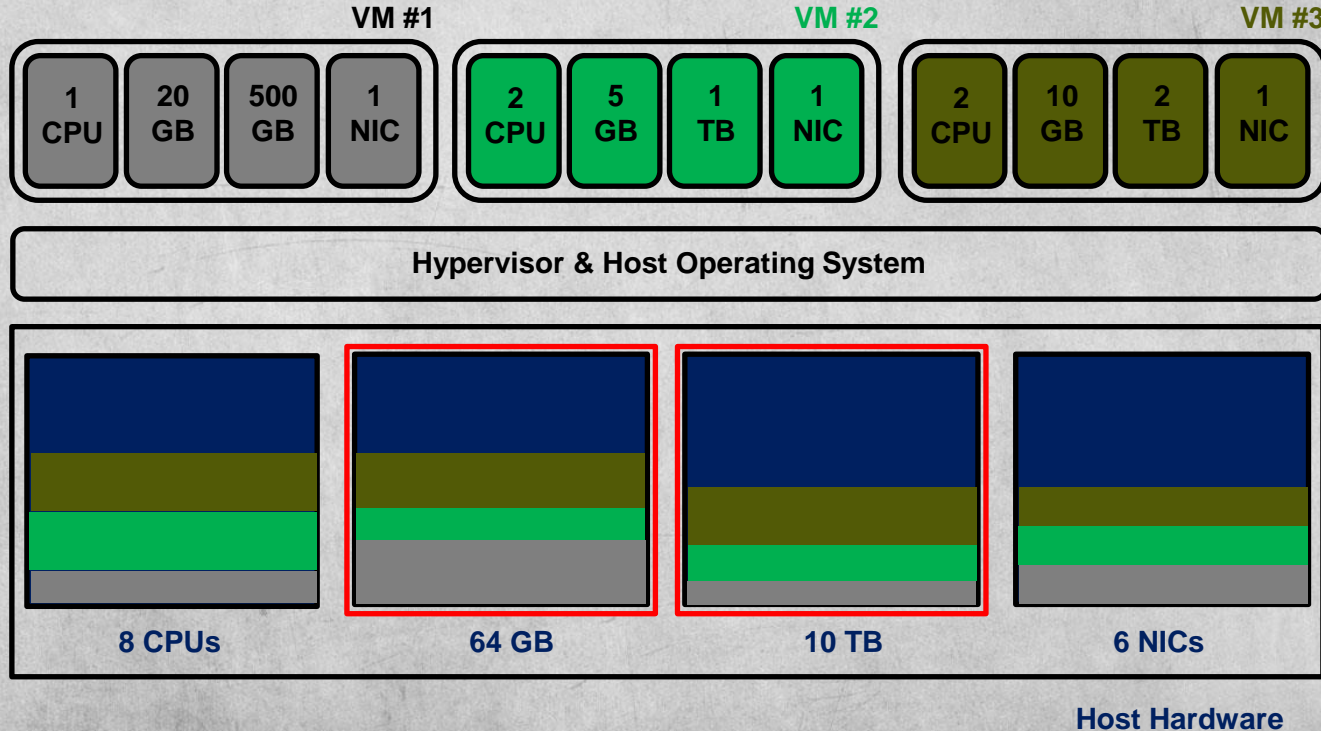 VM #1
VM #2
VM #3
1
CPU
20
GB
500
GB
1
NIC
2
CPU
5
GB
1
TB
1
NIC
2
CPU
10
GB
2
TB
1
NIC
Hypervisor & Host Operating System
8 CPUs
64 GB
10 TB
6 NICs
Host Hardware